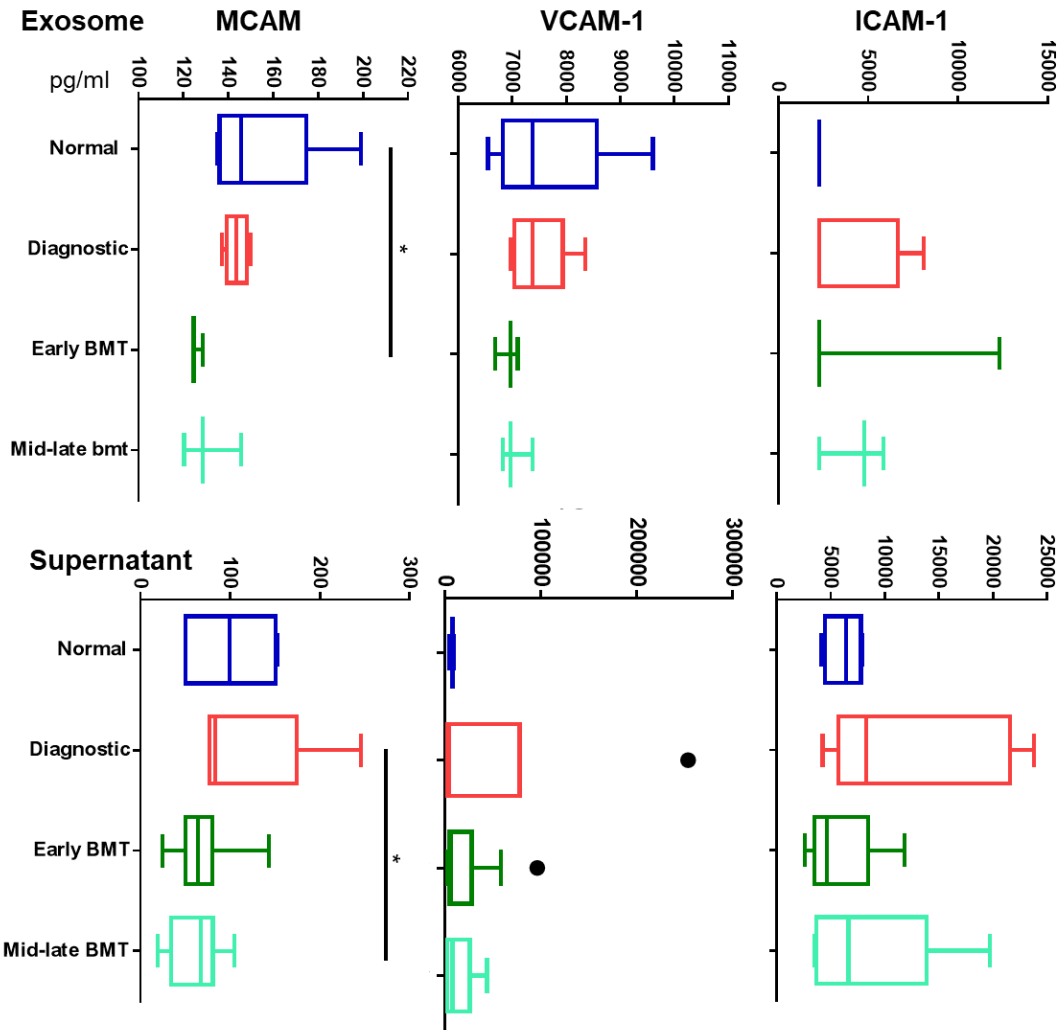 Exosome MCAM VCAM-1 ICAM-1
pg/ml
100 120 140 160 180 200 220
6000 7000 8000 9000 10000 11000
0 5000 10000 15000
Normal
Diagnostic
*
Early BMT
Mid-late bmt
Supernatant
0 100 200 300
0 100000 200000 300000
0 5000 10000 15000 20000 25000
Normal
Diagnostic
Early BMT
*
Mid-late BMT